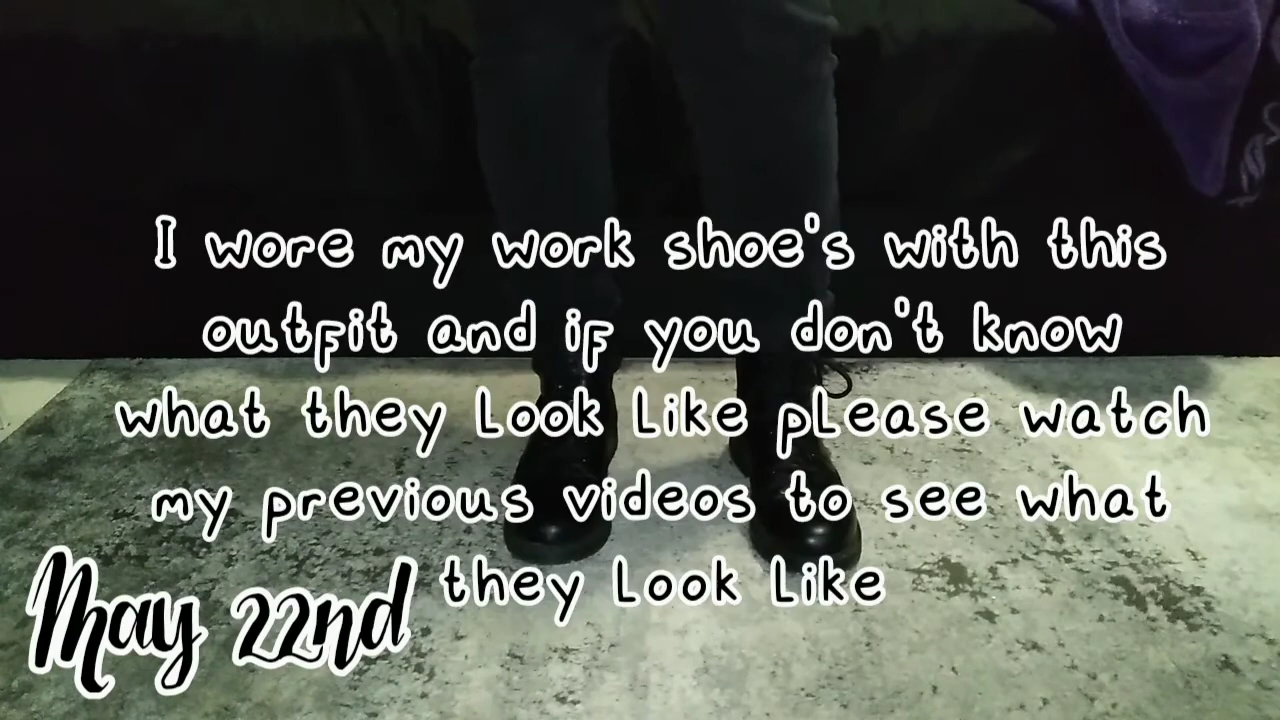 I wore my work shoe's with this
outfit and if you don't know
what they look like please watch
my previous videos to see what
they look like
May 22nd